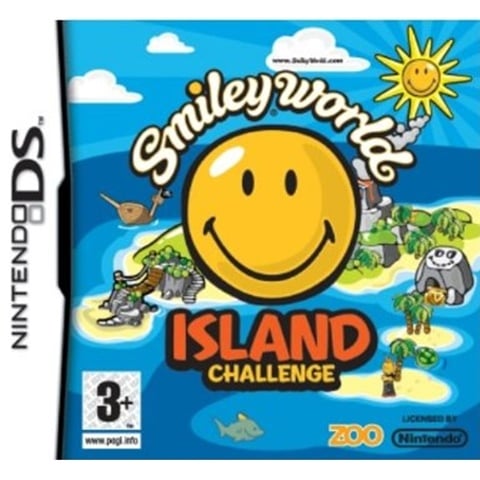 NINTENDO DS
www.SmileyWorld.com
Smiley World
ISLAND
CHALLENGE
3+
www.pegi.info
ZOO
LICENSED BY
Nintendo